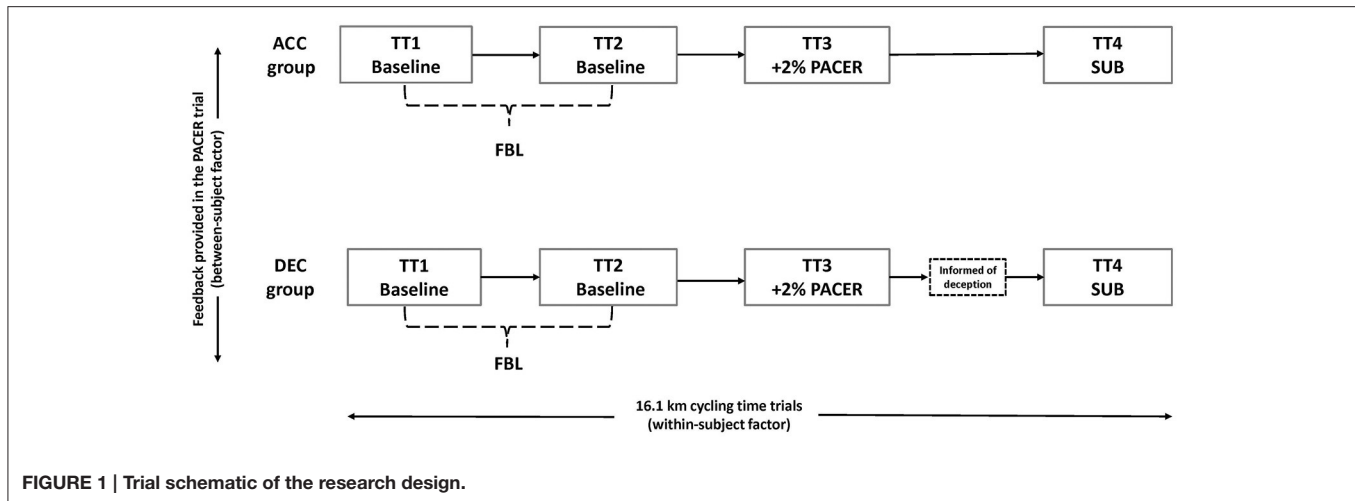 Feedback provided in the PACER trial
(between-subject factor)
ACC
group
TT1
Baseline
TT2
Baseline
TT3
+2% PACER
TT4
SUB
FBL
DEC
group
TT1
Baseline
TT2
Baseline
TT3
+2% PACER
Informed of
deception
TT4
SUB
FBL
16.1 km cycling time trials
(within-subject factor)
FIGURE 1 | Trial schematic of the research design.